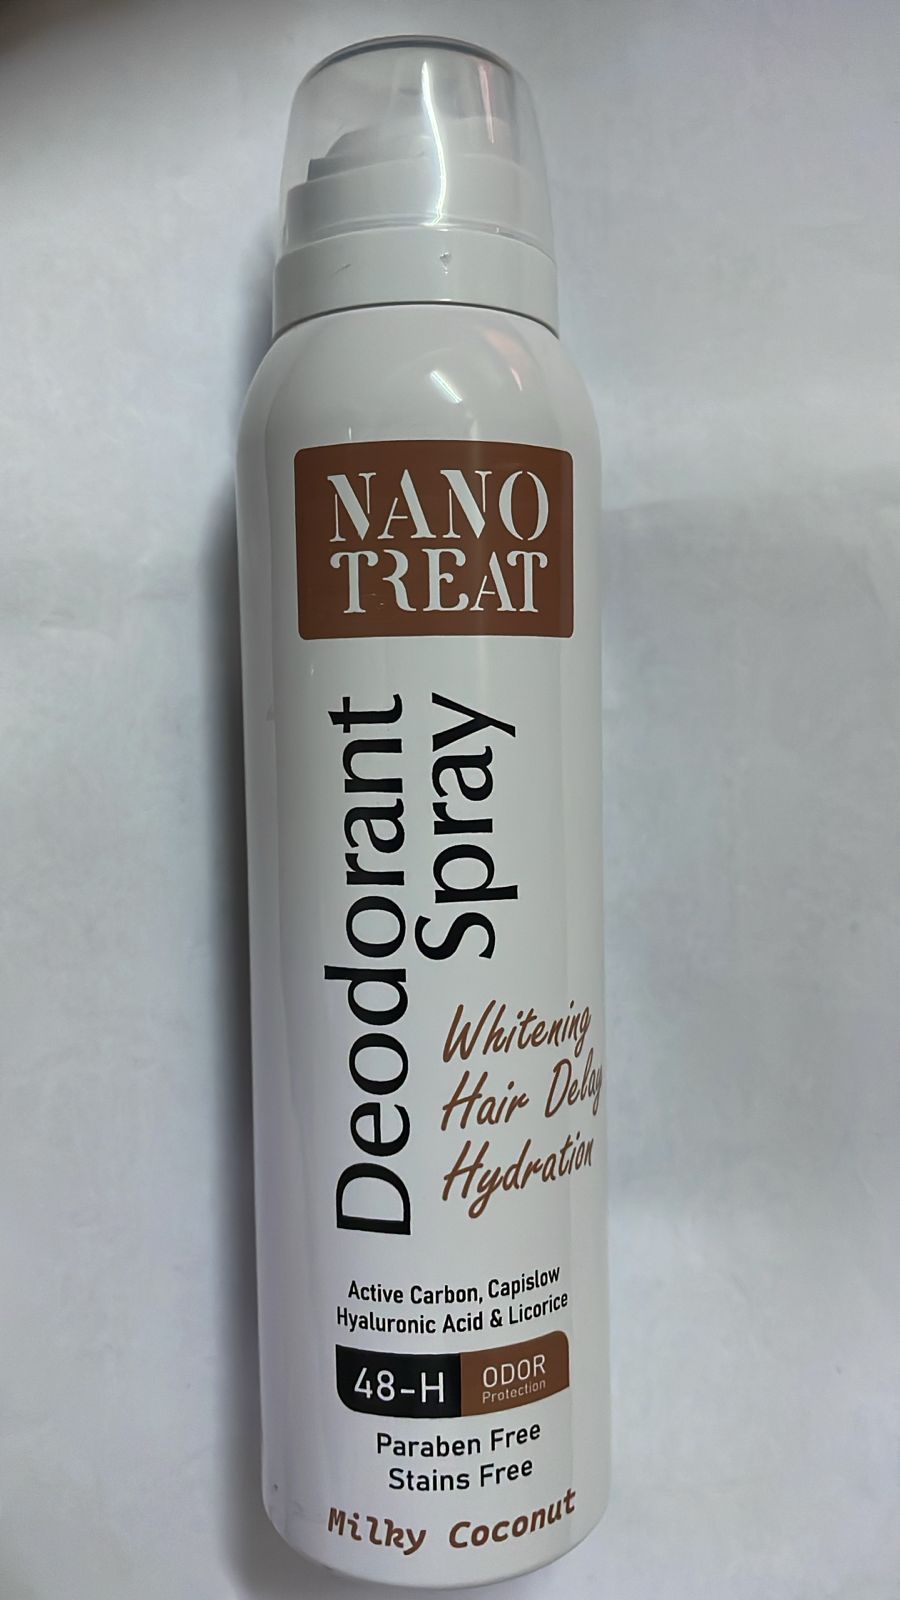 NANO
TREAT
Deodorant
Spray
Whitening
Hair Delay
Hydration
Active Carbon, Capislow
Hyaluronic Acid & Licorice
48-H
ODOR
Protection
Paraben Free
Stains Free
Milky Coconut